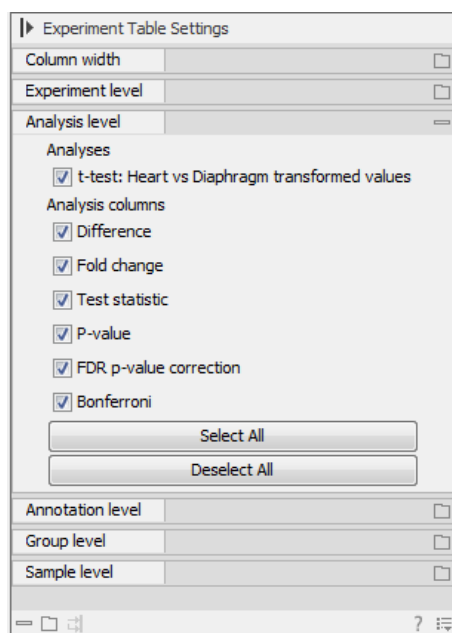 Experiment Table Settings
Column width
Experiment level
Analysis level
Analyses
t-test: Heart vs Diaphragm transformed values
Analysis columns
Difference
Fold change
Test statistic
P-value
FDR p-value correction
Bonferroni
Select All
Deselect All
Annotation level
Group level
Sample level
?